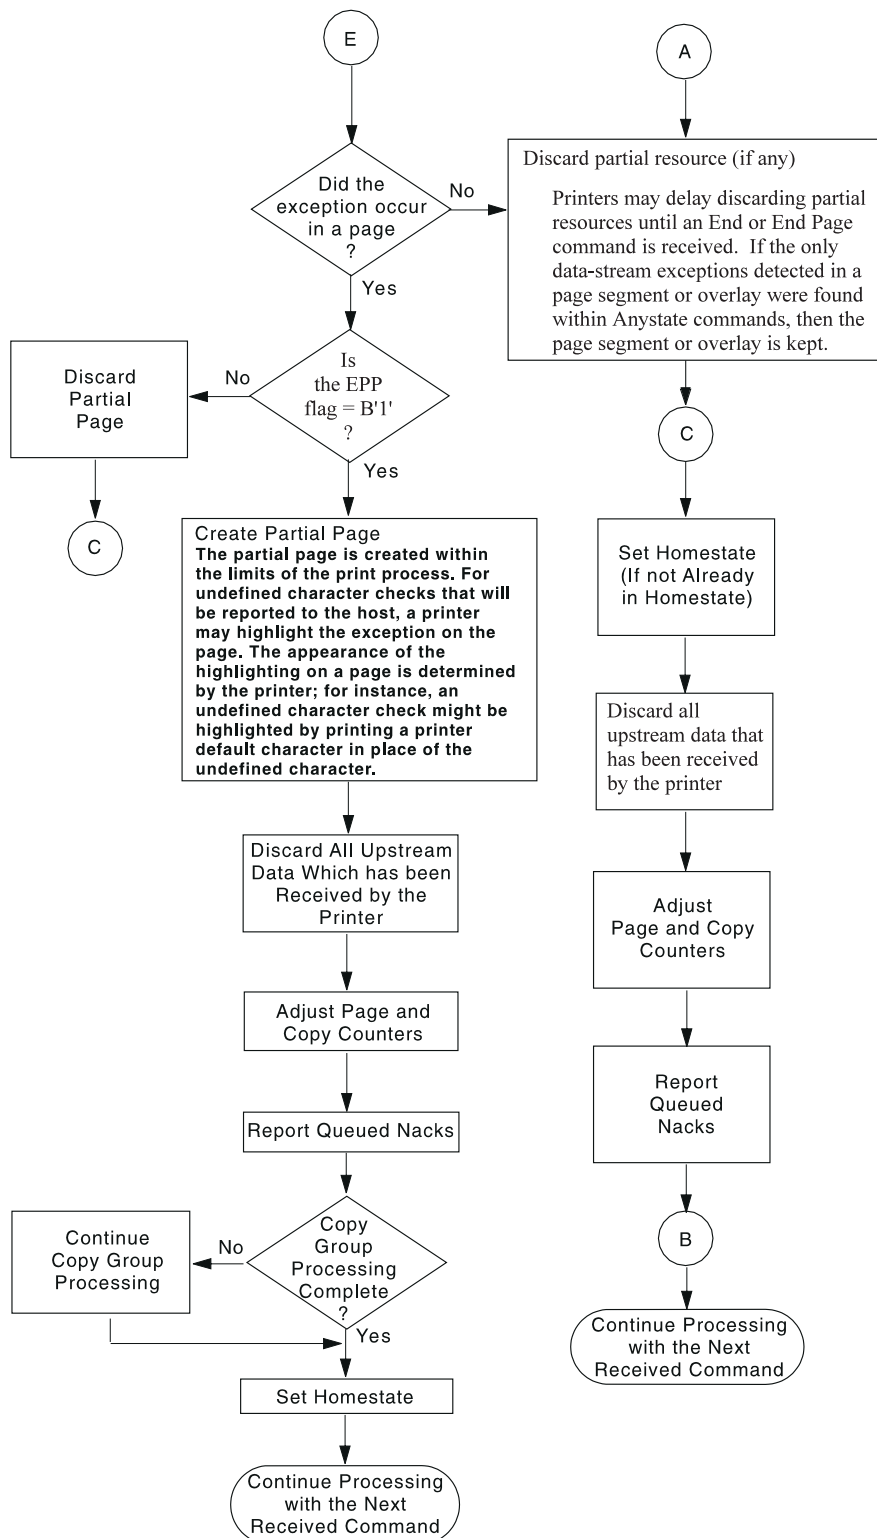 E
Did the
exception occur
in a page
?
No
Yes
Is
the EPP
flag = B'1'
?
No
Yes
Discard
Partial
Page
C
Create Partial Page
The partial page is created within
the limits of the print process. For
undefined character checks that will
be reported to the host, a printer
may highlight the exception on the
page. The appearance of the
highlighting on a page is determined
by the printer; for instance, an
undefined character check might be
highlighted by printing a printer
default character in place of the
undefined character.
Discard All Upstream
Data Which has been
Received by the
Printer
Adjust Page and
Copy Counters
Report Queued Nacks
Copy
Group
Processing
Complete
?
No
Continue
Copy Group
Processing
Yes
Set Homestate
Continue Processing
with the Next
Received Command
A
Discard partial resource (if any)
Printers may delay discarding partial
resources until an End or End Page
command is received. If the only
data-stream exceptions detected in a
page segment or overlay were found
within Anystate commands, then the
page segment or overlay is kept.
C
Set Homestate
(If not Already
in Homestate)
Discard all
upstream data that
has been received
by the printer
Adjust
Page and Copy
Counters
Report
Queued
Nacks
B
Continue Processing
with the Next
Received Command